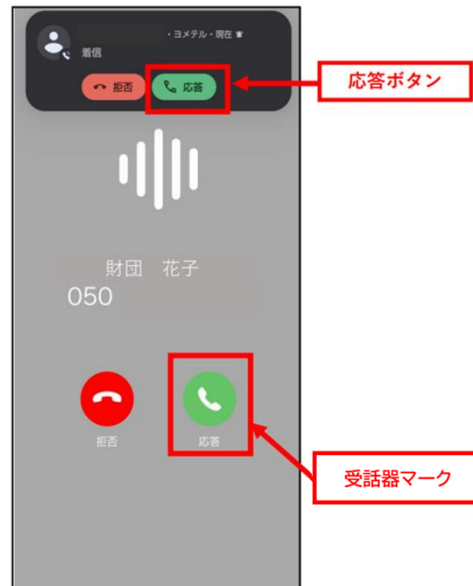 ・ヨメテル・現在
着信
拒否
応答
応答ボタン
財団 花子
050
拒否
応答
受話器マーク